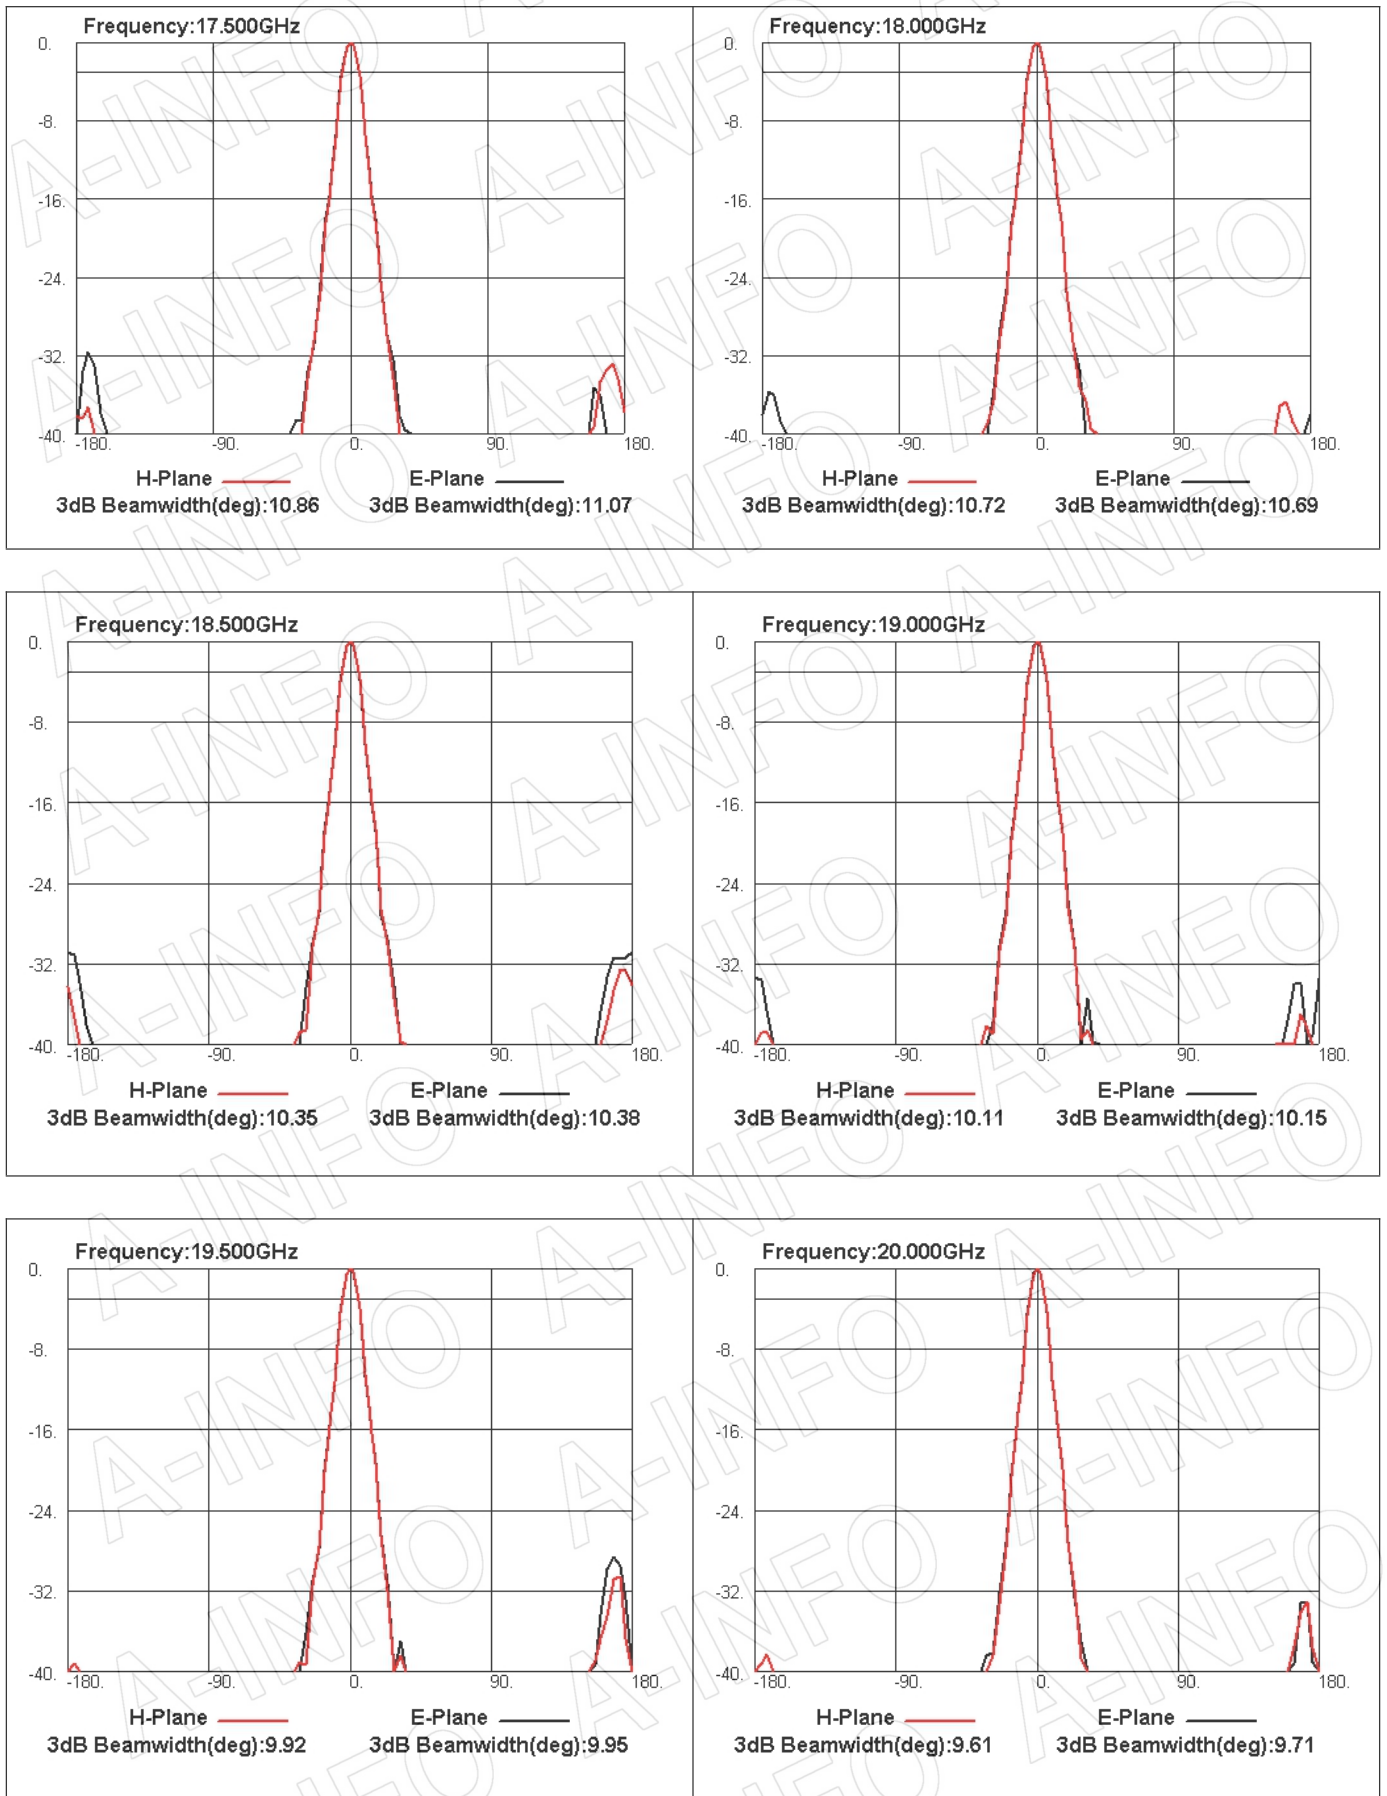 Frequency:17.500GHz
0.
-8.
-16.
-24.
-32.
-40.
-180. -90. 0. 90. 180.
H-Plane E-Plane
3dB Beamwidth(deg):10.86 3dB Beamwidth(deg):11.07
Frequency:18.000GHz
0.
-8.
-16.
-24.
-32.
-40.
-180. -90. 0. 90. 180.
H-Plane E-Plane
3dB Beamwidth(deg):10.72 3dB Beamwidth(deg):10.69
Frequency:18.500GHz
0.
-8.
-16.
-24.
-32.
-40.
-180. -90. 0. 90. 180.
H-Plane E-Plane
3dB Beamwidth(deg):10.35 3dB Beamwidth(deg):10.38
Frequency:19.000GHz
0.
-8.
-16.
-24.
-32.
-40.
-180. -90. 0. 90. 180.
H-Plane E-Plane
3dB Beamwidth(deg):10.11 3dB Beamwidth(deg):10.15
Frequency:19.500GHz
0.
-8.
-16.
-24.
-32.
-40.
-180. -90. 0. 90. 180.
H-Plane E-Plane
3dB Beamwidth(deg):9.92 3dB Beamwidth(deg):9.95
Frequency:20.000GHz
0.
-8.
-16.
-24.
-32.
-40.
-180. -90. 0. 90. 180.
H-Plane E-Plane
3dB Beamwidth(deg):9.61 3dB Beamwidth(deg):9.71
A-INFO